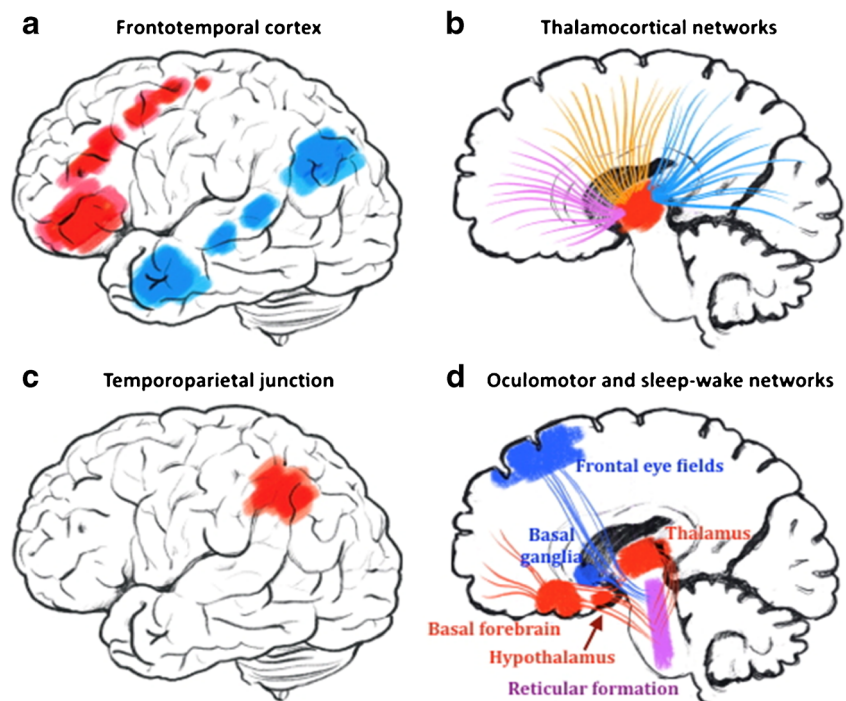 a
Frontotemporal cortex
b
Thalamocortical networks
c
Temporoparietal junction
d
Oculomotor and sleep-wake networks
Frontal eye fields
Basal
ganglia
Thalamus
Basal forebrain
Hypothalamus
Reticular formation